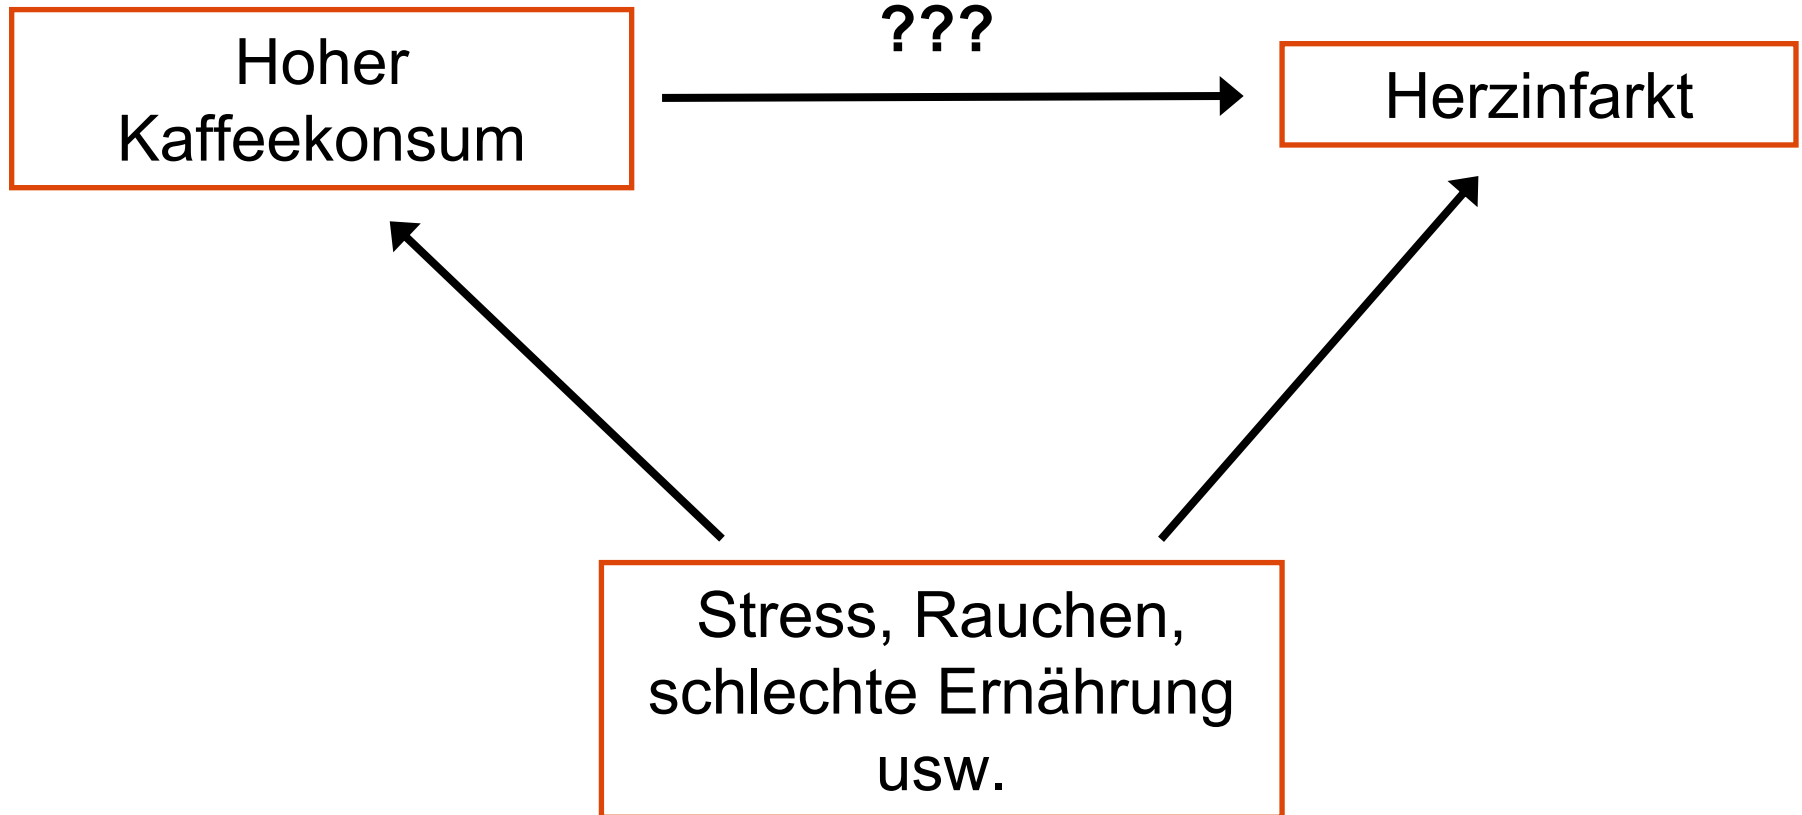 Hoher
Kaffeekonsum
???
Herzinfarkt
Stress, Rauchen,
schlechte Ernährung
usw.